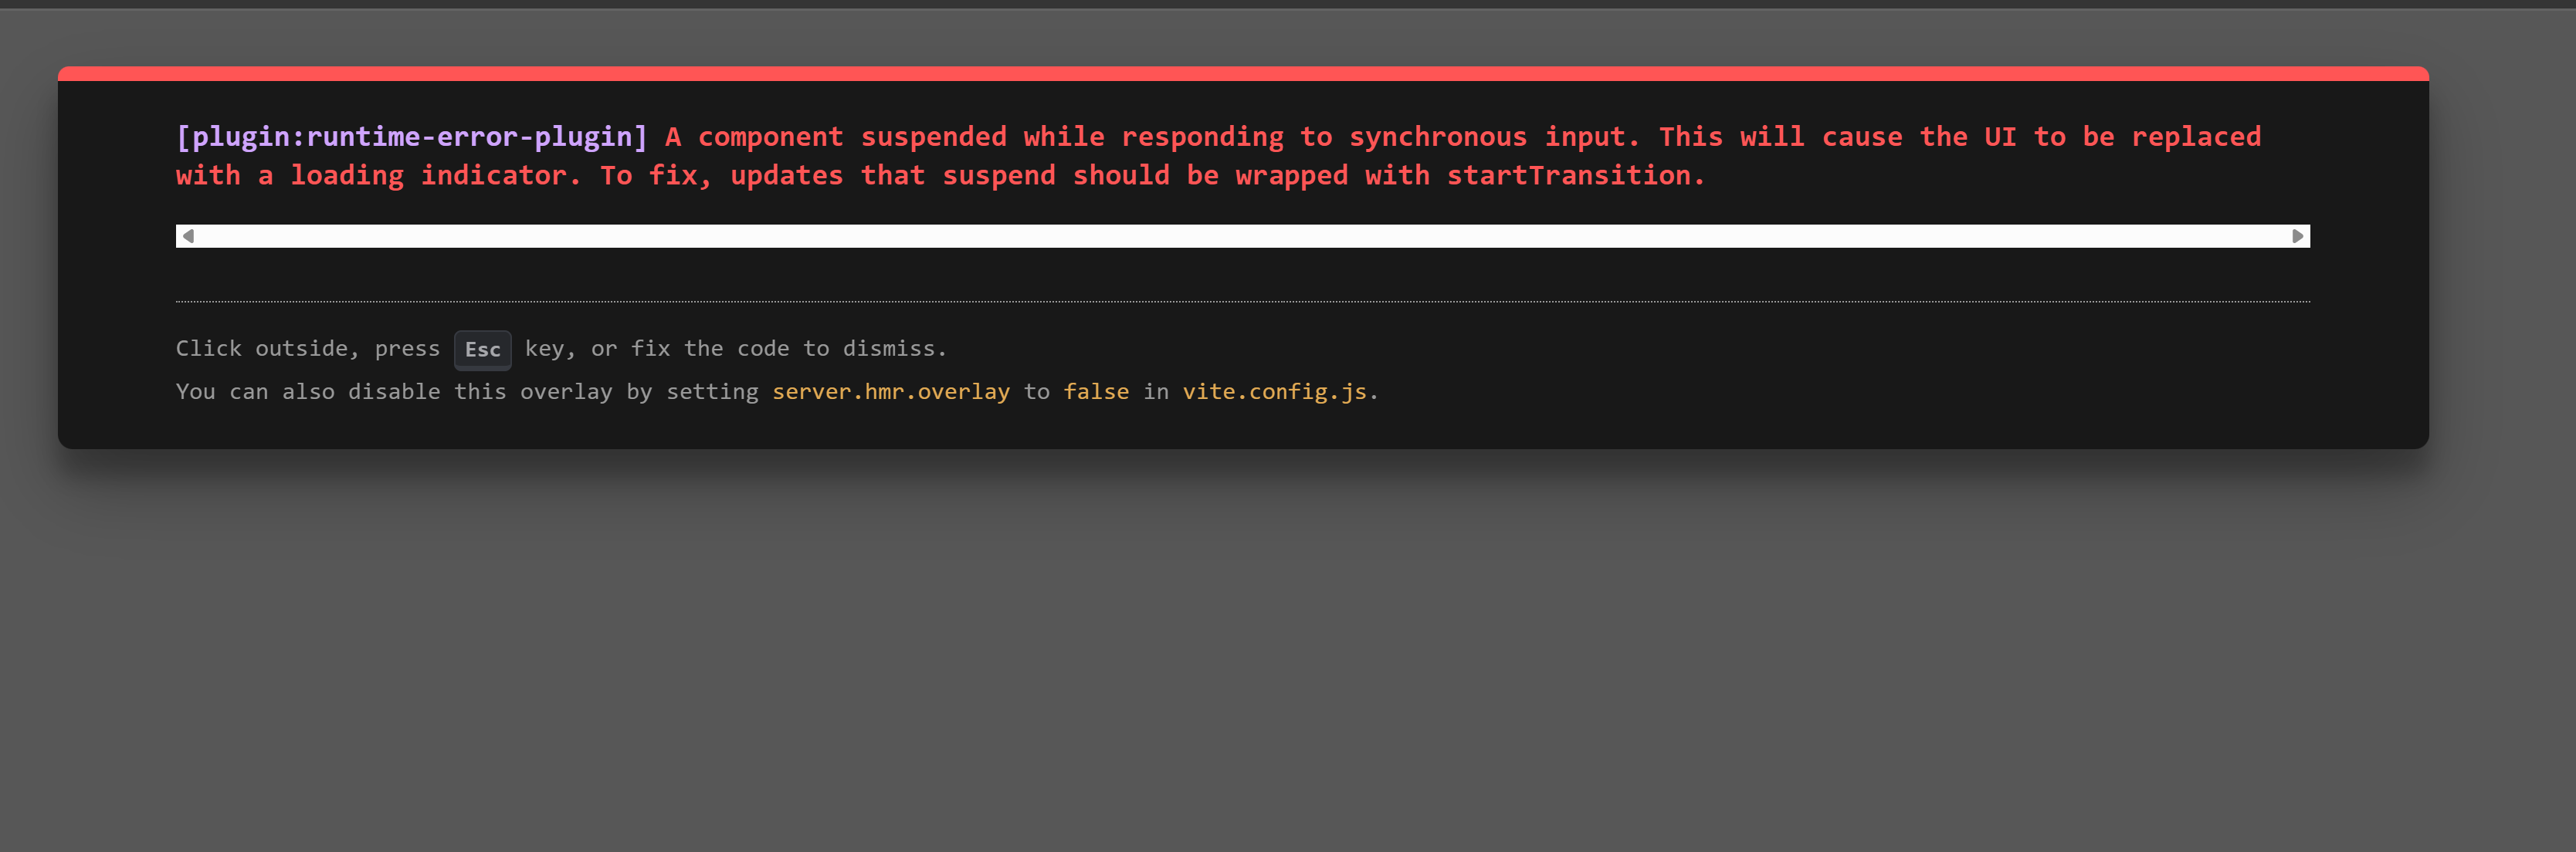 [plugin:runtime-error-plugin] A component suspended while responding to synchronous input. This will cause the UI to be replaced
with a loading indicator. To fix, updates that suspend should be wrapped with startTransition.
Click outside, press Esc key, or fix the code to dismiss.
You can also disable this overlay by setting server.hmr.overlay to false in vite.config.js.